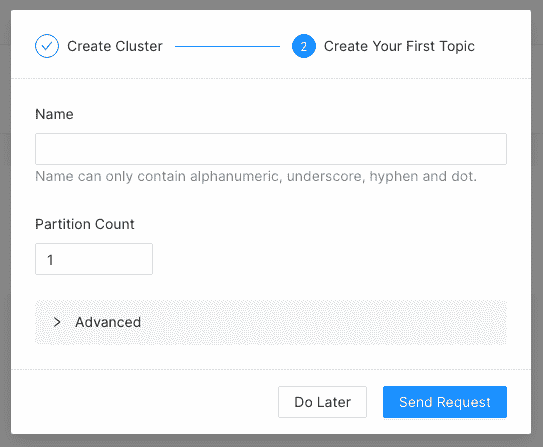 Create Cluster
2 Create Your First Topic
Name
Name can only contain alphanumeric, underscore, hyphen and dot.
Partition Count
1
Advanced
Do Later Send Request